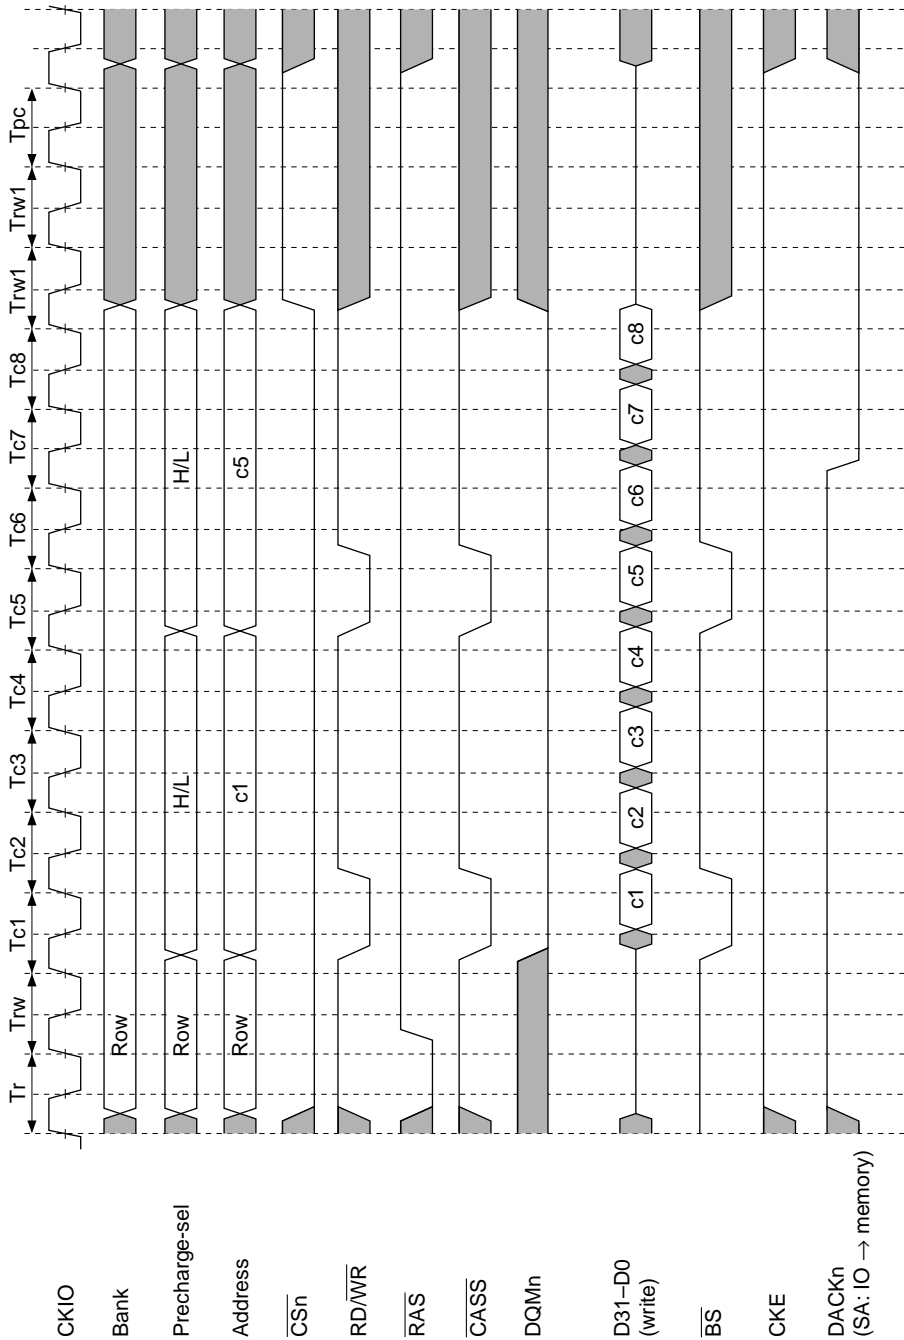 Tr Trw Tc1 Tc2 Tc3 Tc4 Tc5 Tc6 Tc7 Tc8 Trw1 Trw1 Tpc
CKIO
Bank Row
Precharge-sel Row H/L H/L
Address Row c1 c5
CSn
RD/WR
RAS
CASS
DQMn
D31–D0 c1 c2 c3 c4 c5 c6 c7 c8
(write)
BS
CKE
DACKn
(SA: IO → memory)